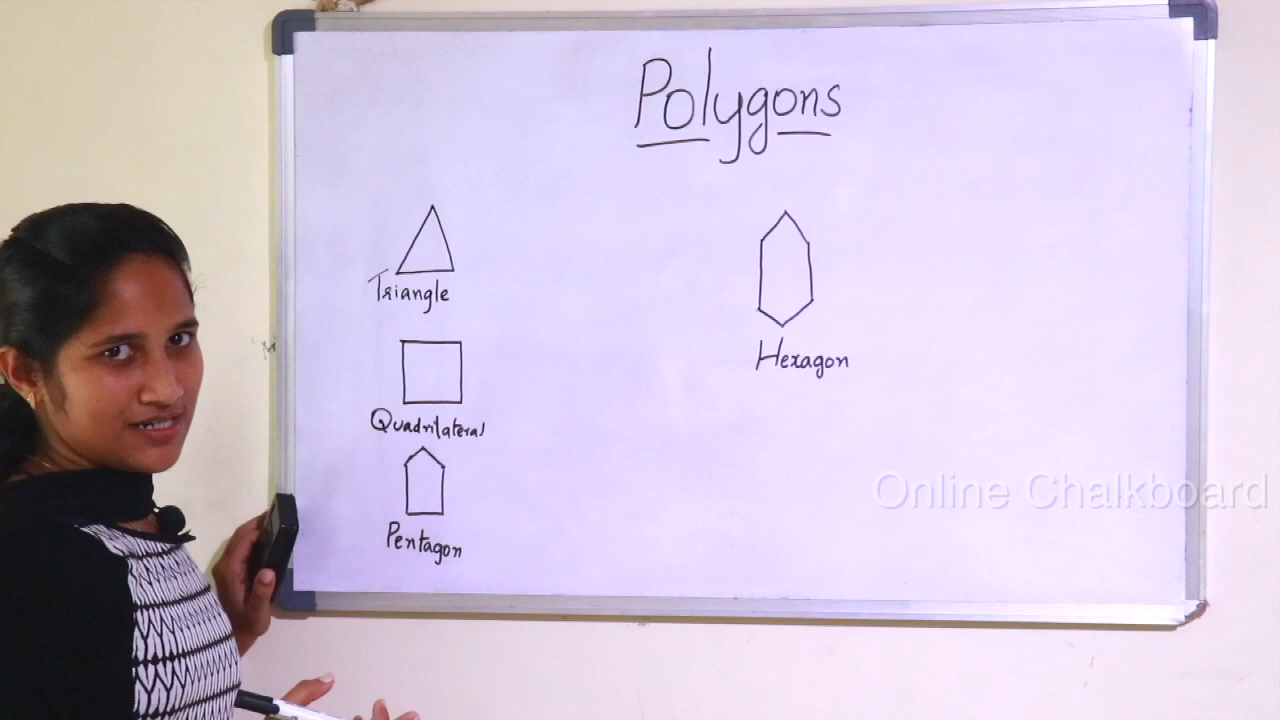 Polygons
Triangle
Quadrilateral
Pentagon
Hexagon
Online Chalkboard